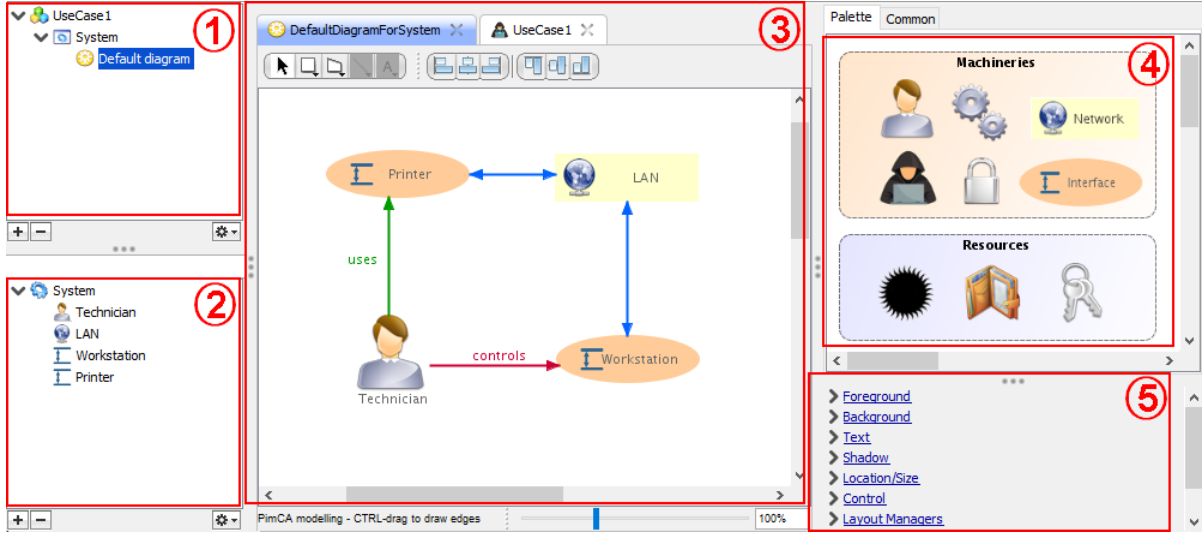 UseCase1
System
Default diagram
1
System
Technician
LAN
Workstation
Printer
2
DefaultDiagramForSystem
UseCase1
3
A
Printer
LAN
uses
controls
Workstation
Technician
PimCA modelling - CTRL-drag to draw edges
100%
Palette
Common
4
Machineries
Network
Interface
Resources
5
Foreground
Background
Text
Shadow
Location/Size
Control
Layout Managers